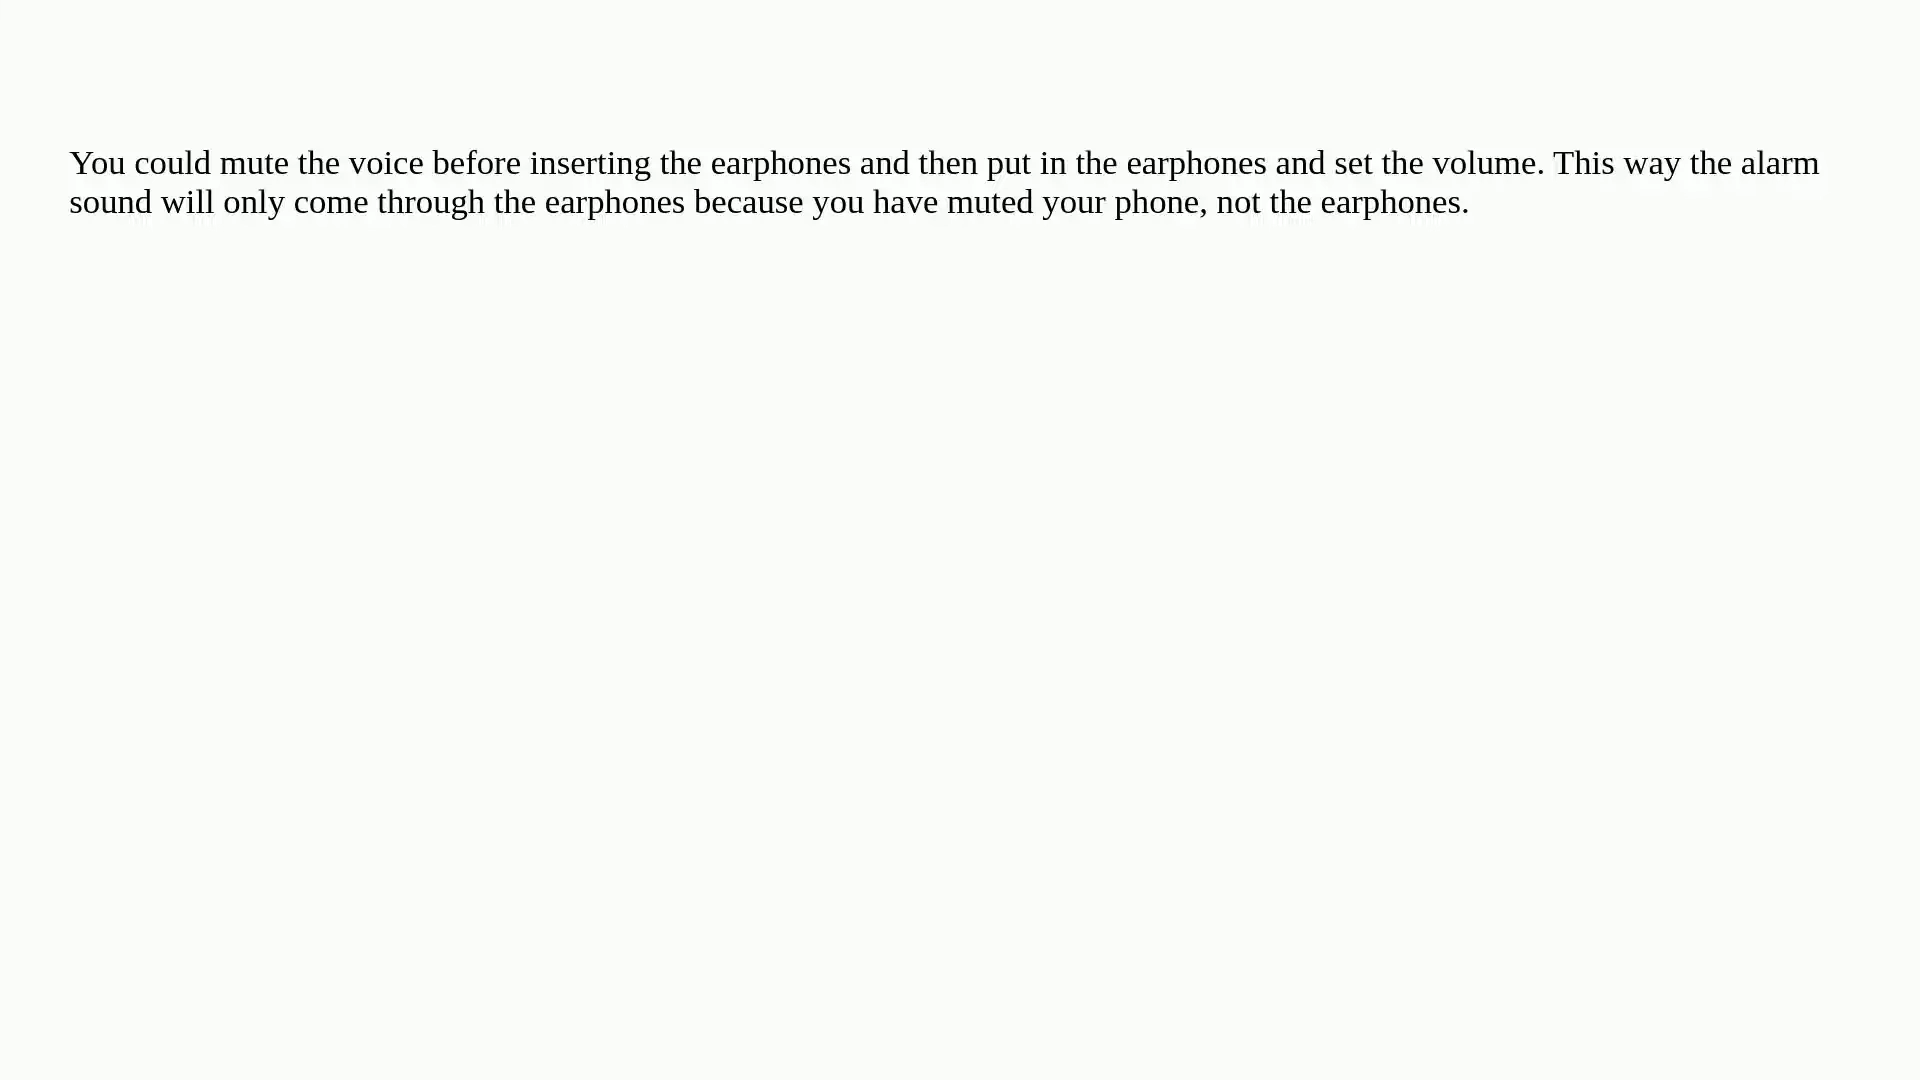 You could mute the voice before inserting the earphones and then put in the earphones and set the volume. This way the alarm
sound will only come through the earphones because you have muted your phone, not the earphones.